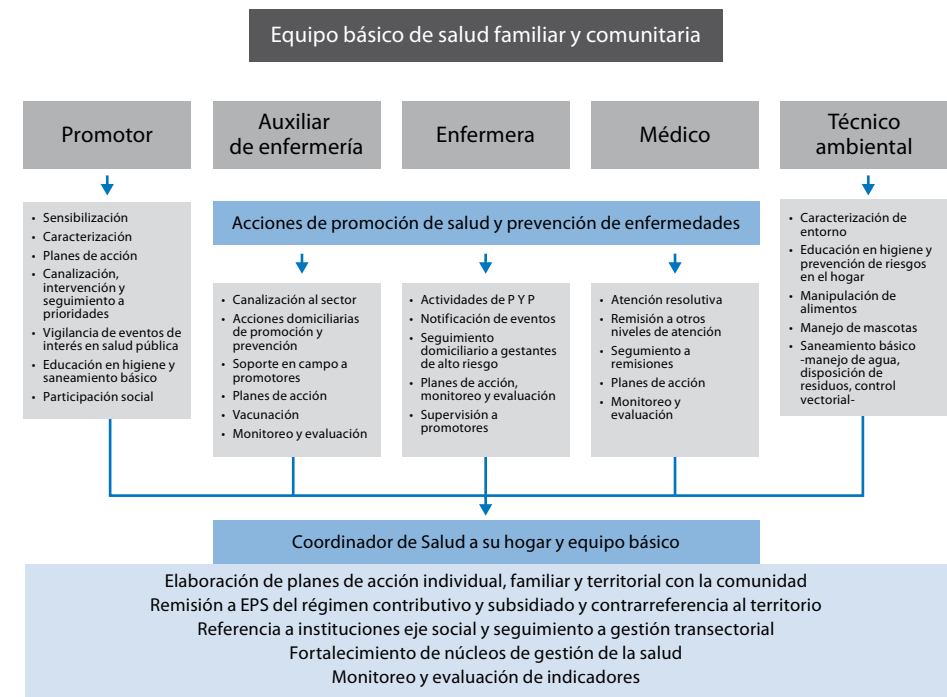 Equipo básico de salud familiar y comunitaria
Promotor
Auxiliar
de enfermería
Enfermera
Médico
Técnico
ambiental
• Sensibilización
• Caracterización
• Planes de acción
• Canalización,
intervención y
seguimiento a
prioridades
• Vigilancia de eventos de
interés en salud pública
• Educación en higiene y
saneamiento básico
• Participación social
Acciones de promoción de salud y prevención de enfermedades
• Canalización al sector
• Acciones domiciliarias
de promoción y
prevención
• Soporte en campo a
promotores
• Planes de acción
• Vacunación
• Monitoreo y evaluación
• Actividades de P Y P
• Notificación de eventos
• Seguimiento
domiciliario a gestantes
de alto riesgo
• Planes de acción,
monitoreo y evaluación
• Supervisión a
promotores
• Atención resolutiva
• Remisión a otros
niveles de atención
• Segumiento a
remisiones
• Planes de acción
• Monitoreo y
evaluación
• Caracterización de
entorno
• Educación en higiene y
prevención de riesgos
en el hogar
• Manipulación de
alimentos
• Manejo de mascotas
• Saneamiento básico
-manejo de agua,
disposición de
residuos, control
vectorial-
Coordinador de Salud a su hogar y equipo básico
Elaboración de planes de acción individual, familiar y territorial con la comunidad
Remisión a EPS del régimen contributivo y subsidiado y contrarreferencia al territorio
Referencia a instituciones eje social y seguimiento a gestión transectorial
Fortalecimiento de núcleos de gestión de la salud
Monitoreo y evaluación de indicadores